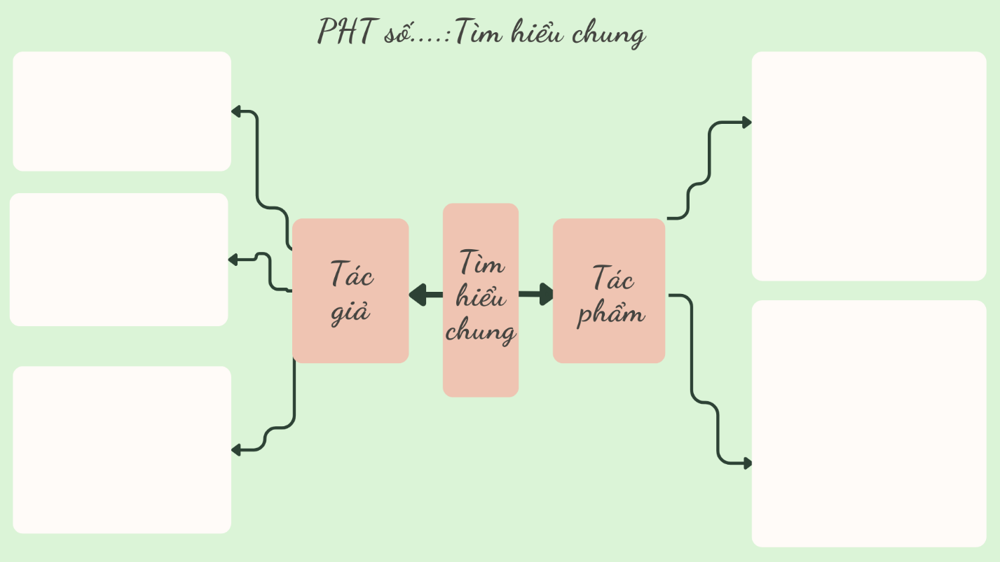 PHT số....:Tìm hiểu chung
Tác
giả
Tìm
hiểu
chung
Tác
phẩm